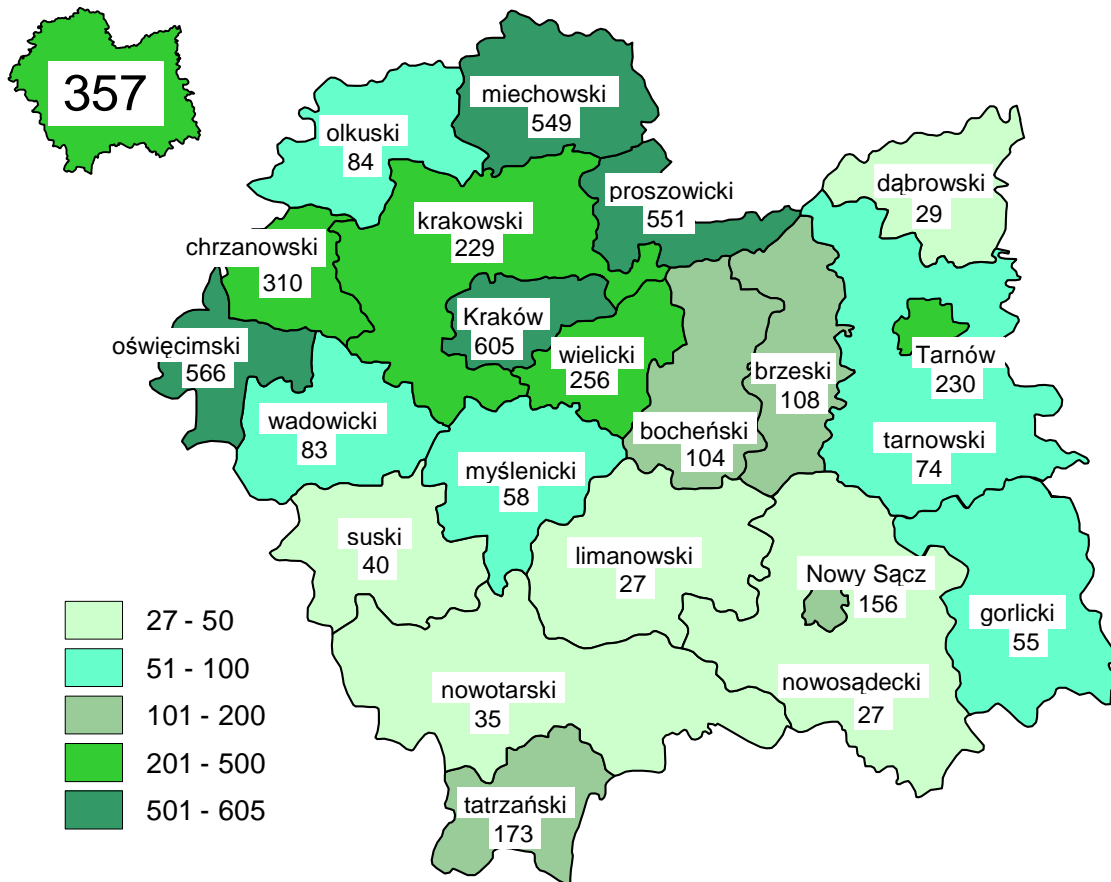 357
miechowski
549
olkuski
84
proszowicki
551
dąbrowski
29
krakowski
229
chrzanowski
310
Kraków
605
oświęcimski
566
wielicki
256
brzeski
108
Tarnów
230
wadowicki
83
bocheński
104
tarnowski
74
myślenicki
58
suski
40
limanowski
27
Nowy Sącz
156
gorlicki
55
nowotarski
35
nowosądecki
27
tatrzański
173
27 - 50
51 - 100
101 - 200
201 - 500
501 - 605